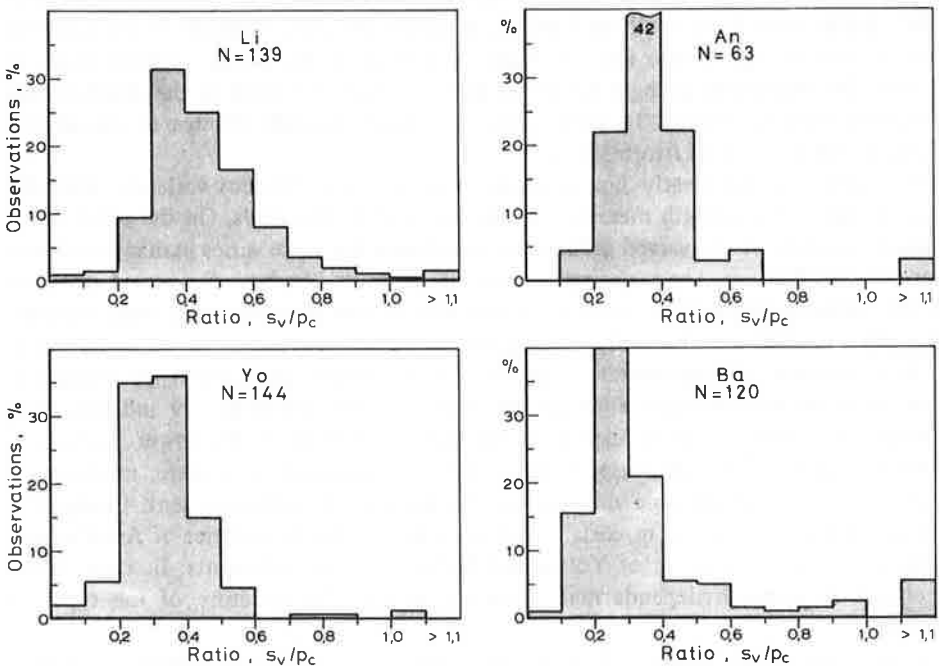 Li
N=139
Observations, %
30
20
10
0
0,2 0,4 0,6 0,8 1,0 > 1,1
Ratio, sv/pc
%
An
N=63
42
30
20
10
0
0,2 0,4 0,6 0,8 1,0 > 1,1
Ratio, sv/pc
Yo
N=144
Observations, %
30
20
10
0
0,2 0,4 0,6 0,8 1,0 > 1,1
Ratio, sv/pc
%
Ba
N=120
30
20
10
0
0,2 0,4 0,6 0,8 1,0 > 1,1
Ratio, sv/pc